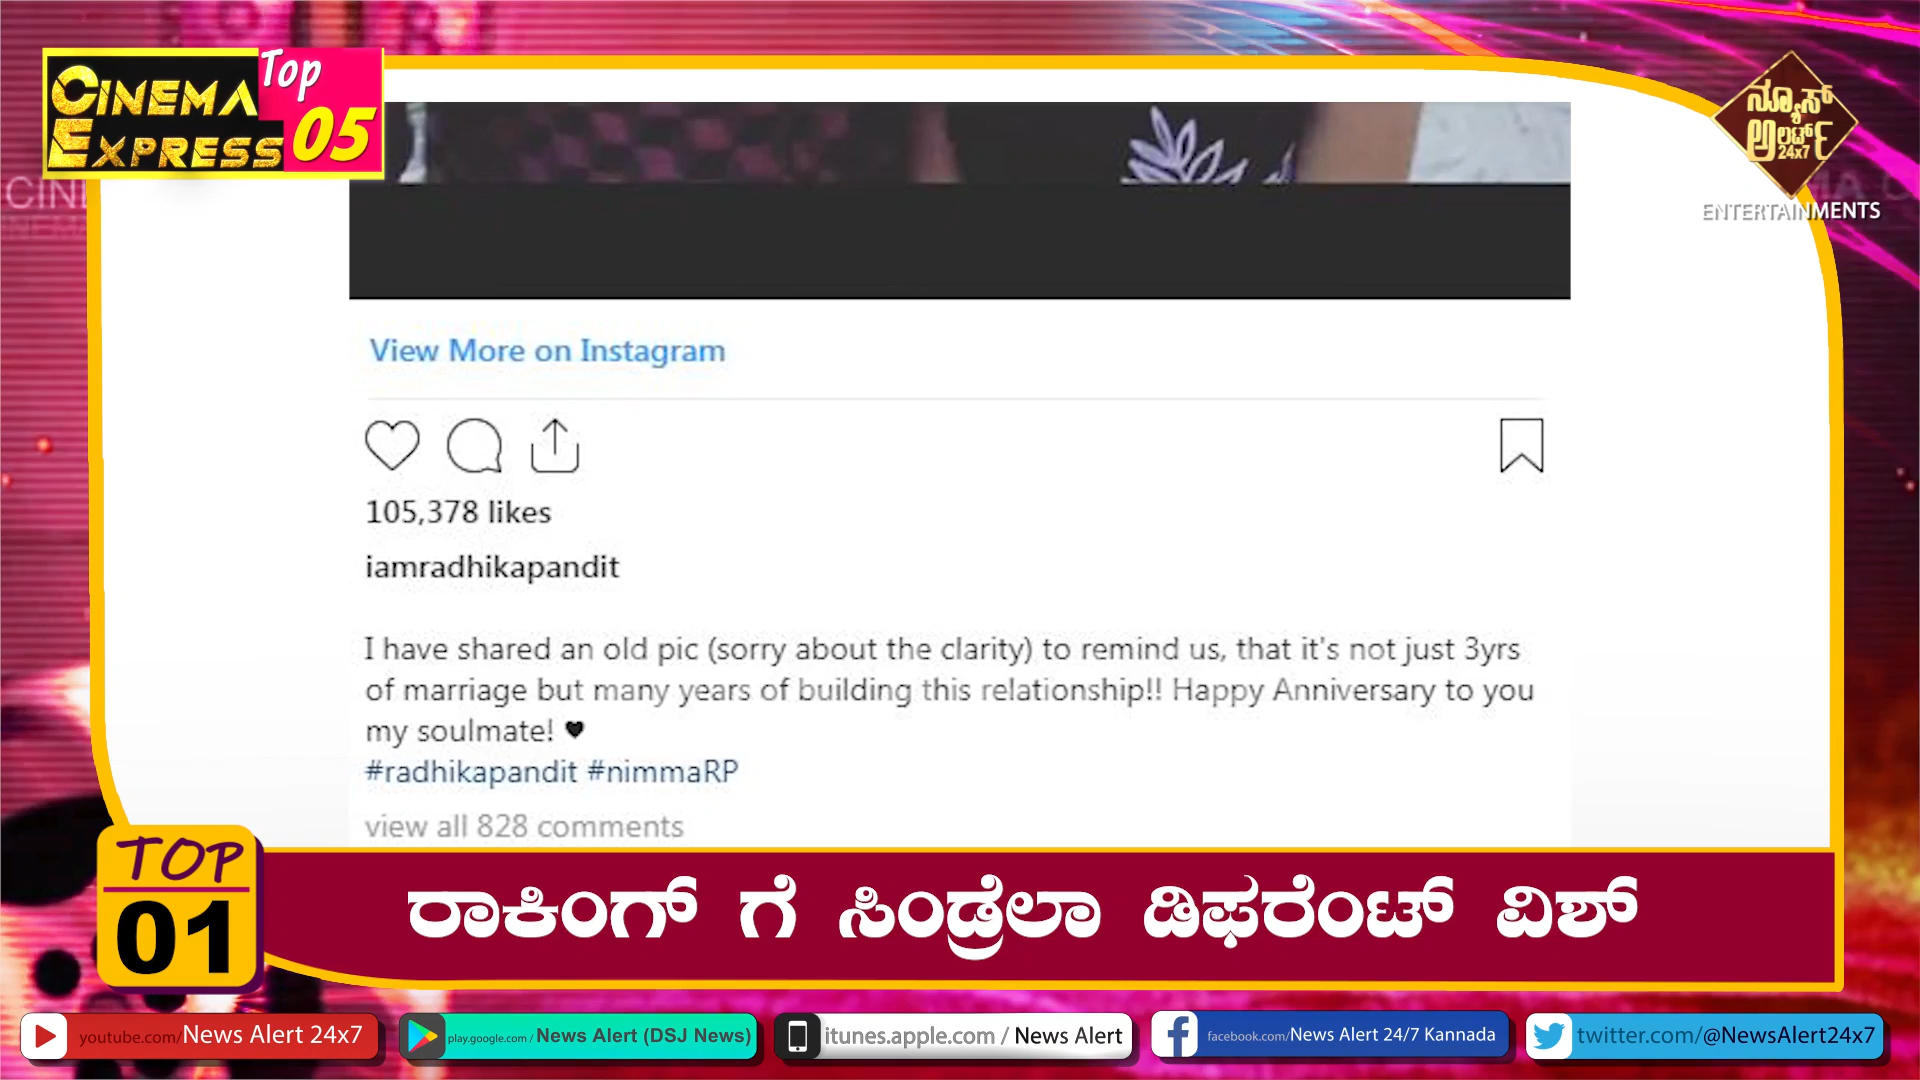 CINEMA
EXPRESS
Top
05
ನ್ಯೂಸ್
ಅಲರ್ಟ್
24x7
ENTERTAINMENTS
View More on Instagram
105,378 likes
iamradhikapandit
I have shared an old pic (sorry about the clarity) to remind us, that it's not just 3yrs
of marriage but many years of building this relationship!! Happy Anniversary to you
my soulmate! ♥
#radhikapandit #nimmaRP
view all 828 comments
TOP
01
ರಾಕಿಂಗ್ ಗೆ ಸಿಂಡ್ರೆಲಾ ಡಿಫರೆಂಟ್ ವಿಶ್
youtube.com/News Alert 24x7
play.google.com / News Alert (DSJ News)
itunes.apple.com / News Alert
facebook.com/News Alert 24/7 Kannada
twitter.com/@NewsAlert24x7